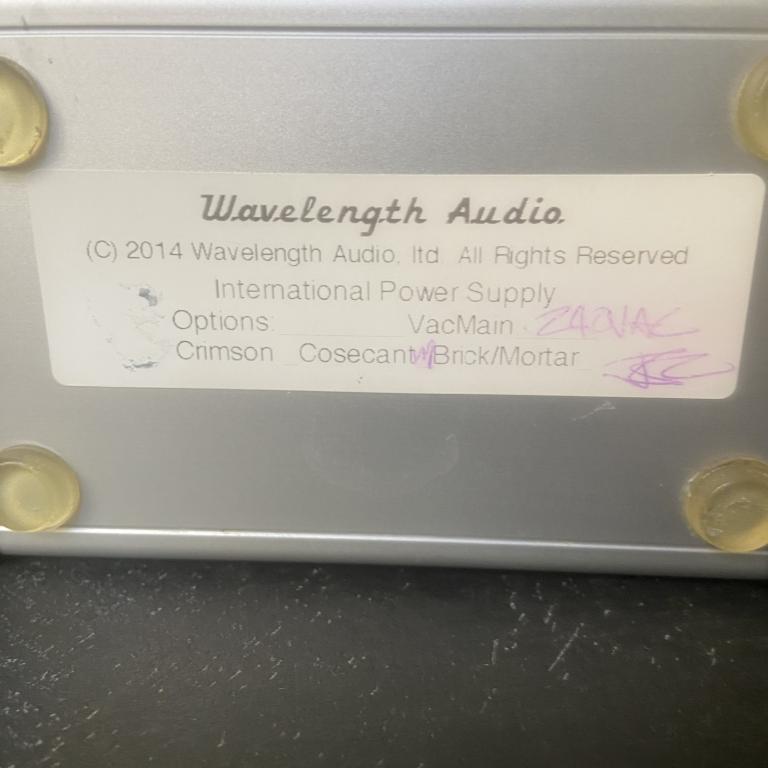 Wavelength Audio
(C) 2014 Wavelength Audio, ltd All Rights Reserved
International Power Supply
Options: VacMain 240VAC
Crimson Cosecant Brick/Mortar